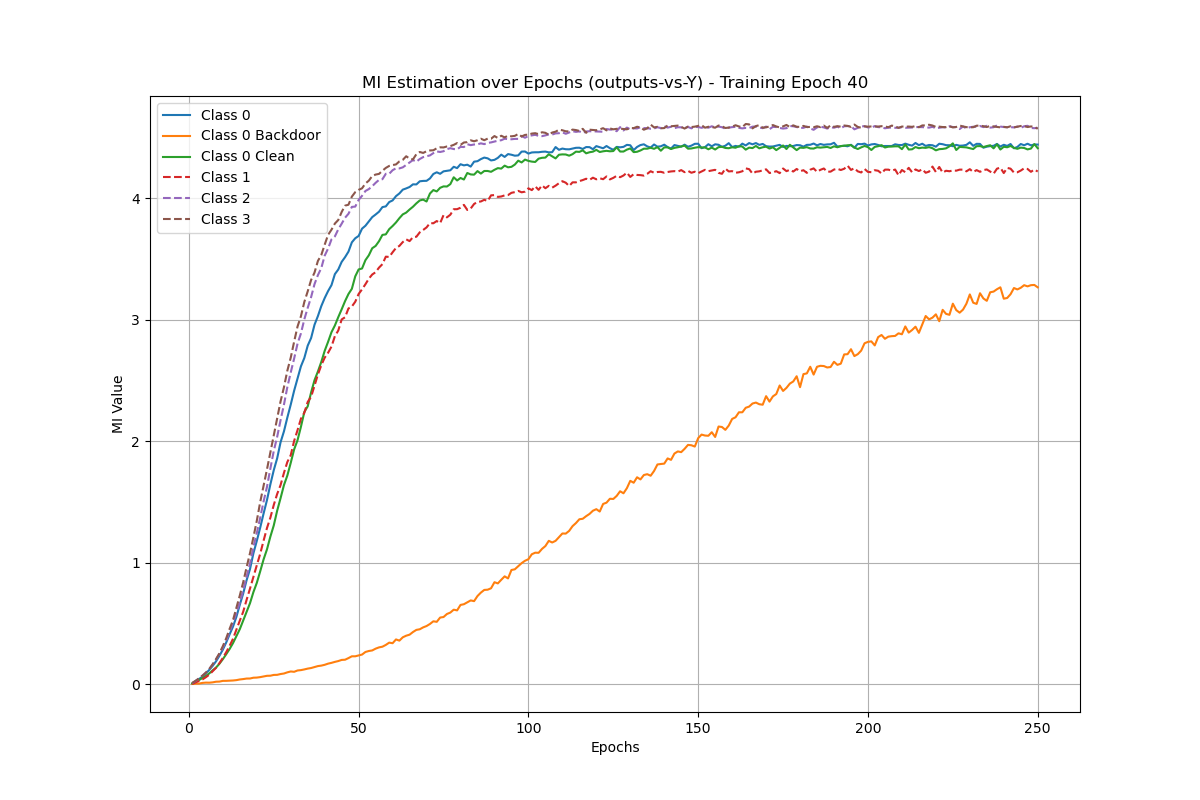 MI Estimation over Epochs (outputs-vs-Y) - Training Epoch 40
Class 0
Class 0 Backdoor
Class 0 Clean
Class 1
Class 2
Class 3
MI Value
4
3
2
1
0
0 50 100 150 200 250
Epochs